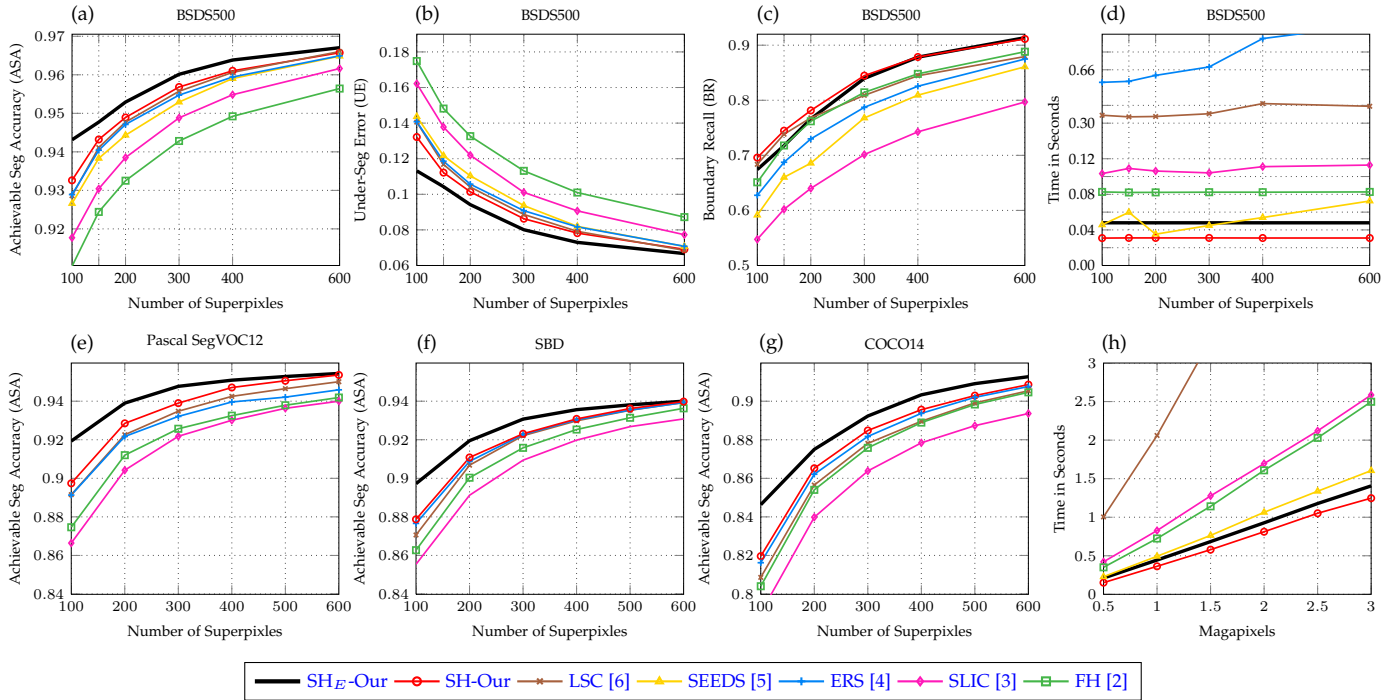 (a) BSDS500
Achievable Seg Accuracy (ASA)
0.97
0.96
0.95
0.94
0.93
0.92
100 200 300 400 600
Number of Superpixles
(b) BSDS500
Under-Seg Error (UE)
0.18
0.16
0.14
0.12
0.1
0.08
0.06
100 200 300 400 600
Number of Superpixles
(c) BSDS500
Boundary Recall (BR)
0.9
0.8
0.7
0.6
0.5
100 200 300 400 600
Number of Superpixles
(d) BSDS500
Time in Seconds
0.66
0.30
0.12
0.08
0.04
0.00
100 200 300 400 600
Number of Superpixels
(e) Pascal SegVOC12
Achievable Seg Accuracy (ASA)
0.94
0.92
0.9
0.88
0.86
0.84
100 200 300 400 500 600
Number of Superpixles
(f) SBD
Achievable Seg Accuracy (ASA)
0.94
0.92
0.9
0.88
0.86
0.84
100 200 300 400 500 600
Number of Superpixles
(g) COCO14
Achievable Seg Accuracy (ASA)
0.9
0.88
0.86
0.84
0.82
0.8
100 200 300 400 500 600
Number of Superpixles
(h)
Time in Seconds
3
2.5
2
1.5
1
0.5
0
0.5 1 1.5 2 2.5 3
Magapixels
SH_E-Our SH-Our LSC [6] SEEDS [5] ERS [4] SLIC [3] FH [2]